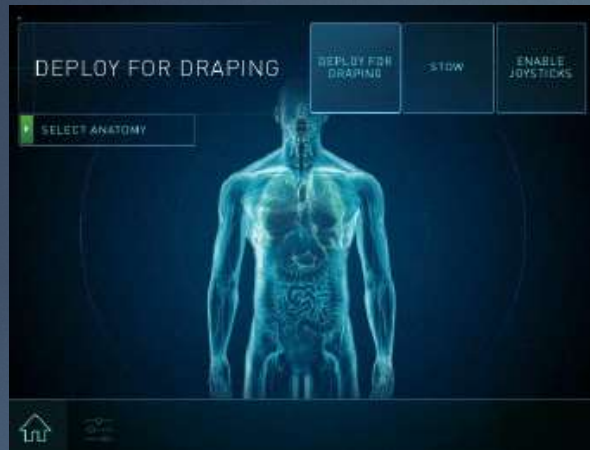 DEPLOY FOR DRAPING
DEPLOY FOR
DRAPING
STOW
ENABLE
JOYSTICKS
SELECT ANATOMY